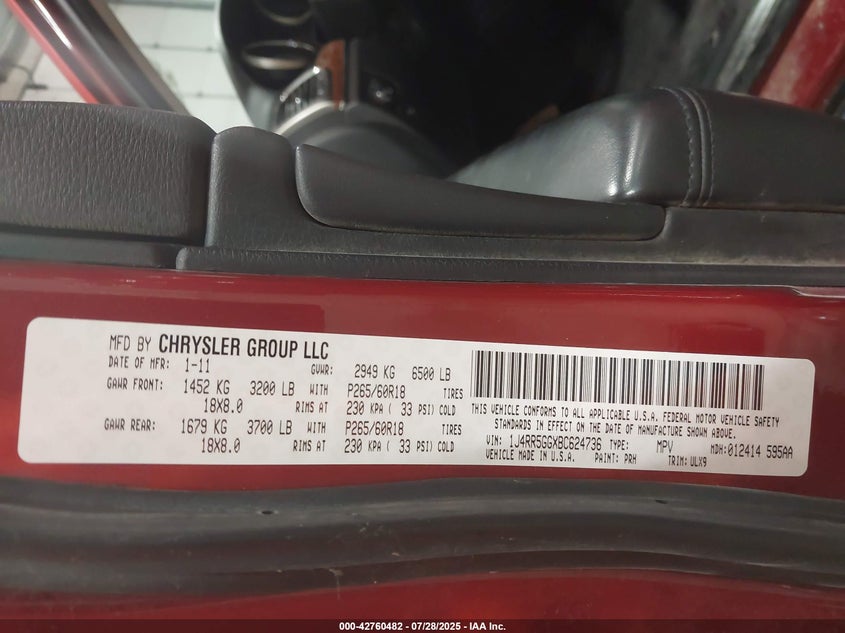 MFD BY CHRYSLER GROUP LLC
DATE OF MFR: 1-11 GVWR: 2949 KG 6500 LB
GAWR FRONT: 1452 KG 3200 LB WITH P265/60R18 TIRES
18X8.0 RIMS AT 230 KPA ( 33 PSI) COLD
GAWR REAR: 1679 KG 3700 LB WITH P265/60R18 TIRES
18X8.0 RIMS AT 230 KPA ( 33 PSI) COLD
THIS VEHICLE CONFORMS TO ALL APPLICABLE U.S.A. FEDERAL MOTOR VEHICLE SAFETY
STANDARDS IN EFFECT ON THE DATE OF MANUFACTURE SHOWN ABOVE.
VIN: 1J4RR5GGXBC624736 TYPE: MPV MDH:012414 595AA
VEHICLE MADE IN U.S.A. PAINT: PRH TRIM: ULX9
000-42760482 - 07/28/2025 - IAA Inc.